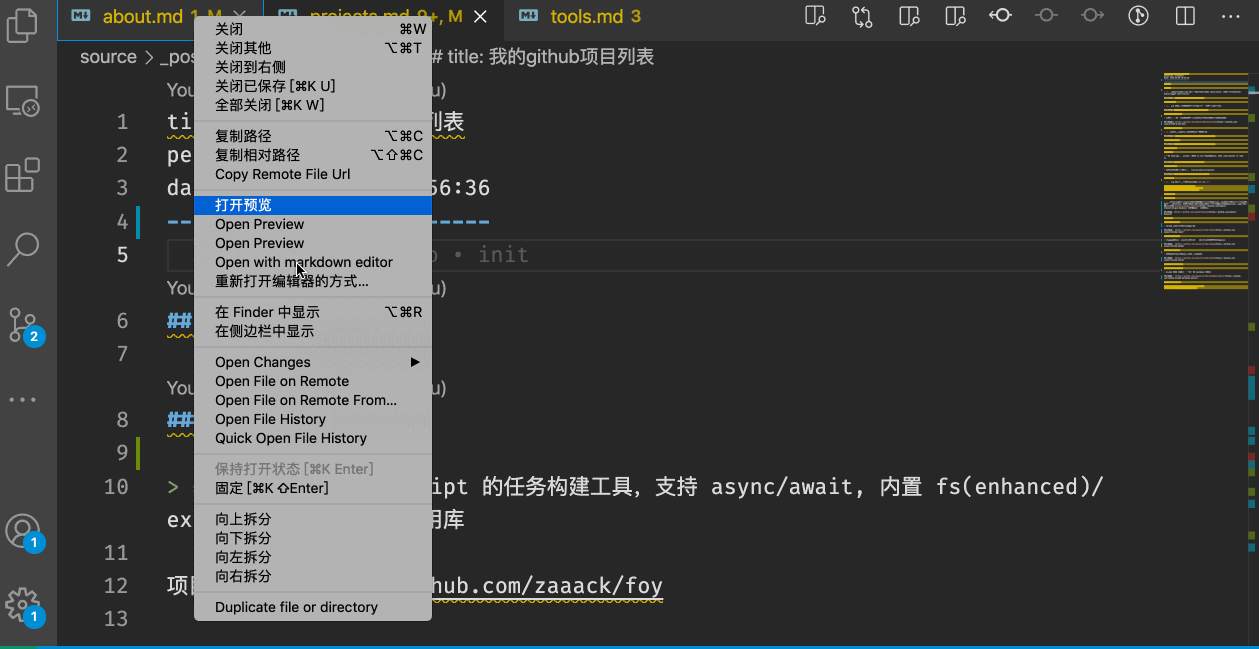 about.md 1
projects.md 9+, M
tools.md 3
source > _pos # title: 我的github项目列表
You u)
1 ti 列表
2 pe
3 da 56:36
4 --
5 o • init
You u)
6 ##
7
You u)
8 ##
9
10 > ipt 的任务构建工具，支持 async/await, 内置 fs(enhanced)/
ex 用库
11
12 项目 hub.com/zaaack/foy
13
关闭 ⌘W
关闭其他 ⌥⌘T
关闭到右侧
关闭已保存 [⌘K U]
全部关闭 [⌘K W]
复制路径 ⌥⌘C
复制相对路径 ⌥⇧⌘C
Copy Remote File Url
打开预览
Open Preview
Open Preview
Open with markdown editor
重新打开编辑器的方式...
在 Finder 中显示 ⌥⌘R
在侧边栏中显示
Open Changes ▶
Open File on Remote
Open File on Remote From...
Open File History
Quick Open File History
保持打开状态 [⌘K Enter]
固定 [⌘K ⇧Enter]
向上拆分
向下拆分
向左拆分
向右拆分
Duplicate file or directory
2
1
1